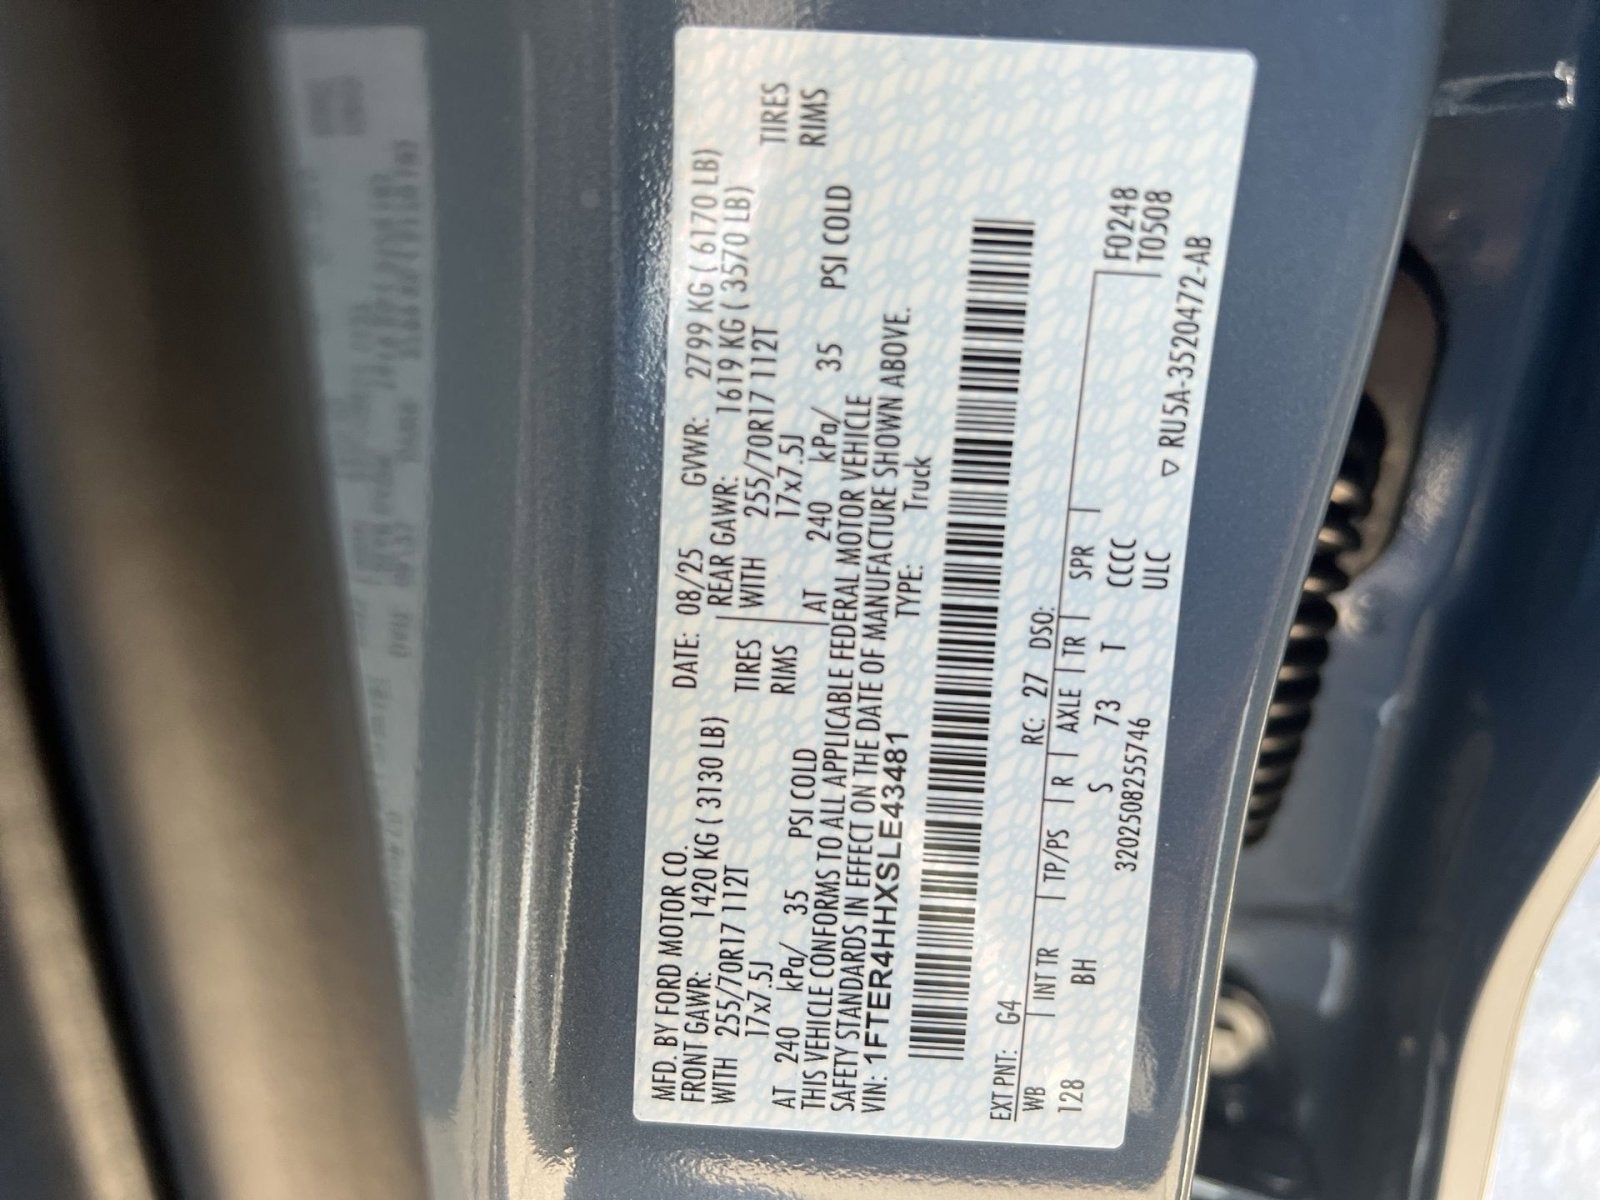 MFD. BY FORD MOTOR CO. DATE: 08/25 GVWR: 2799 KG ( 6170 LB)
FRONT GAWR: 1420 KG ( 3130 LB) REAR GAWR: 1619 KG ( 3570 LB)
WITH 255/70R17 112T TIRES WITH 255/70R17 112T TIRES
17x7.5J RIMS 17x7.5J RIMS
AT 240 kPa/ 35 PSI COLD AT 240 kPa/ 35 PSI COLD
THIS VEHICLE CONFORMS TO ALL APPLICABLE FEDERAL MOTOR VEHICLE
SAFETY STANDARDS IN EFFECT ON THE DATE OF MANUFACTURE SHOWN ABOVE.
VIN: 1FTER4HHXSLE43481 TYPE: Truck
EXT PNT: G4 RC: 27 DSO:
WB INT TR TP/PS R AXLE TR SPR F0248
128 BH S 73 T CCCC T0508
3202508255746 ULC ▽ RU5A-3520472-AB